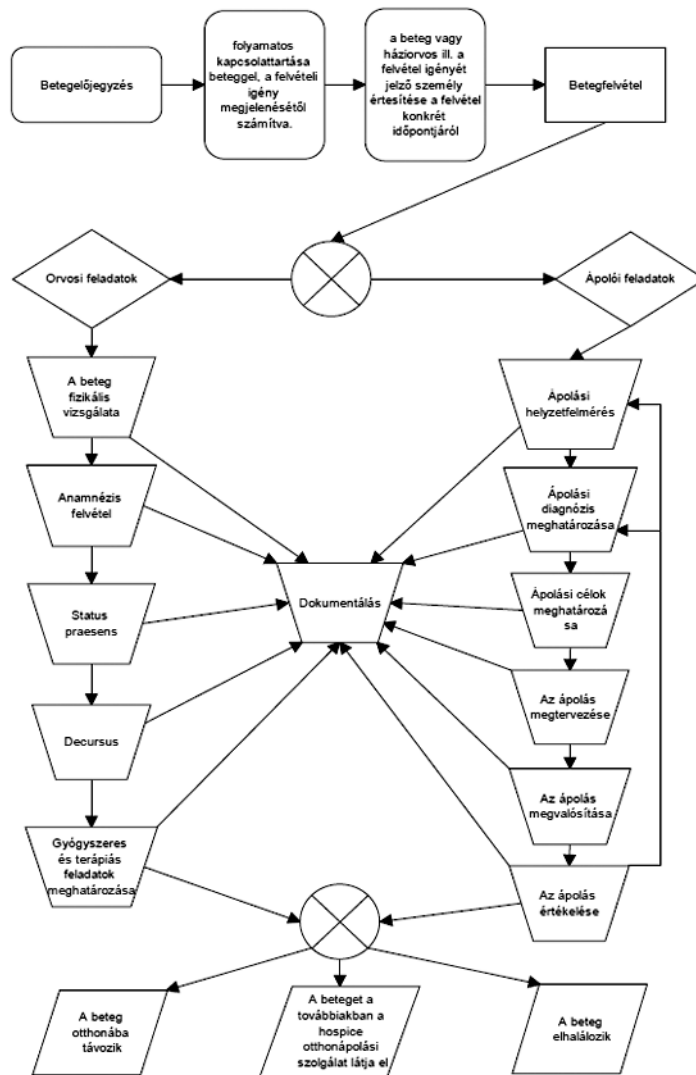 Betegelőjegyzés
folyamatos
kapcsolattartása
beteggel, a felvételi
igény
megjelenésétől
számítva.
a beteg vagy
háziorvos ill. a
felvétel igényét
jelző személy
értesítése a felvétel
konkrét
időpontjáról
Betegfelvétel
Orvosi feladatok
Ápolói feladatok
A beteg
fizikális
vizsgálata
Ápolási
helyzetfelmérés
Anamnézis
felvétel
Ápolási
diagnózis
meghatározása
Status
praesens
Dokumentálás
Ápolási célok
meghatározá
sa
Decursus
Az ápolás
megtervezése
Az ápolás
megvalósítása
Gyógyszeres
és terápiás
feladatok
meghatározása
Az ápolás
értékelése
A beteg
otthonába
távozik
A beteget a
továbbiakban a
hospice
otthonápolási
szolgálat látja el
A beteg
elhalálozik